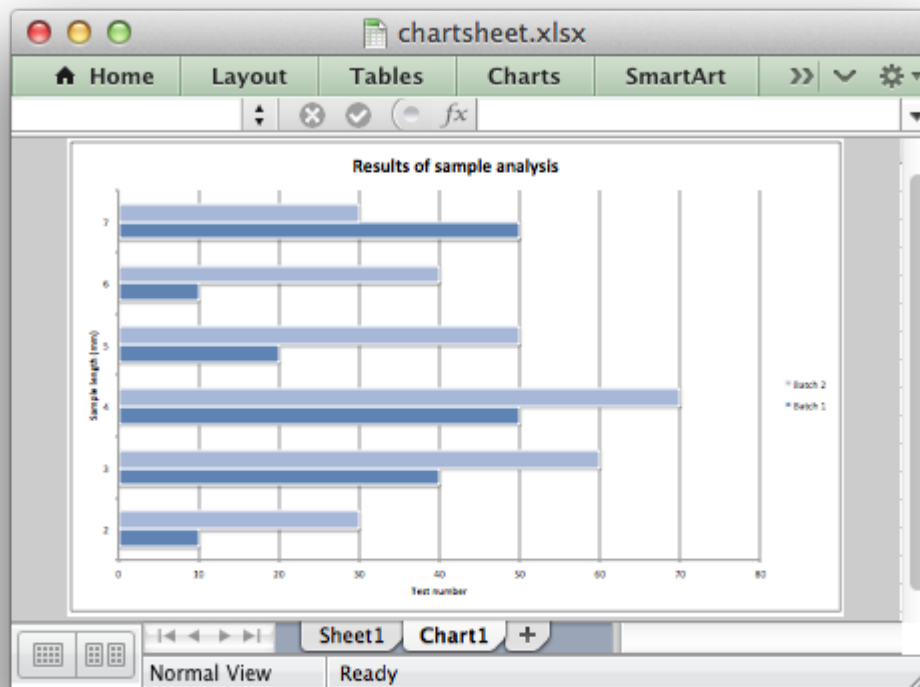 chartsheet.xlsx
Home Layout Tables Charts SmartArt
fx
Results of sample analysis
7
6
5
4
3
2
Sample length (mm)
Batch 2
Batch 1
0 10 20 30 40 50 60 70 80
Test number
Sheet1 Chart1 +
Normal View Ready